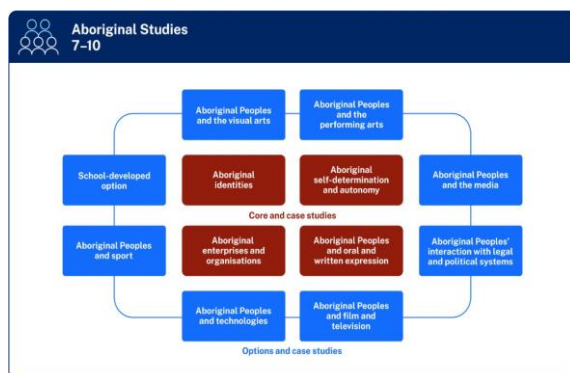 Aboriginal Studies
7–10
Aboriginal Peoples
and the visual arts
Aboriginal Peoples
and the
performing arts
School-developed
option
Aboriginal
identities
Aboriginal
self-determination
and autonomy
Aboriginal Peoples
and the media
Core and case studies
Aboriginal Peoples
and sport
Aboriginal
enterprises and
organisations
Aboriginal
Peoples and
oral and
written expression
Aboriginal Peoples'
interaction with legal
and political systems
Aboriginal Peoples
and technologies
Aboriginal Peoples
and film and
television
Options and case studies